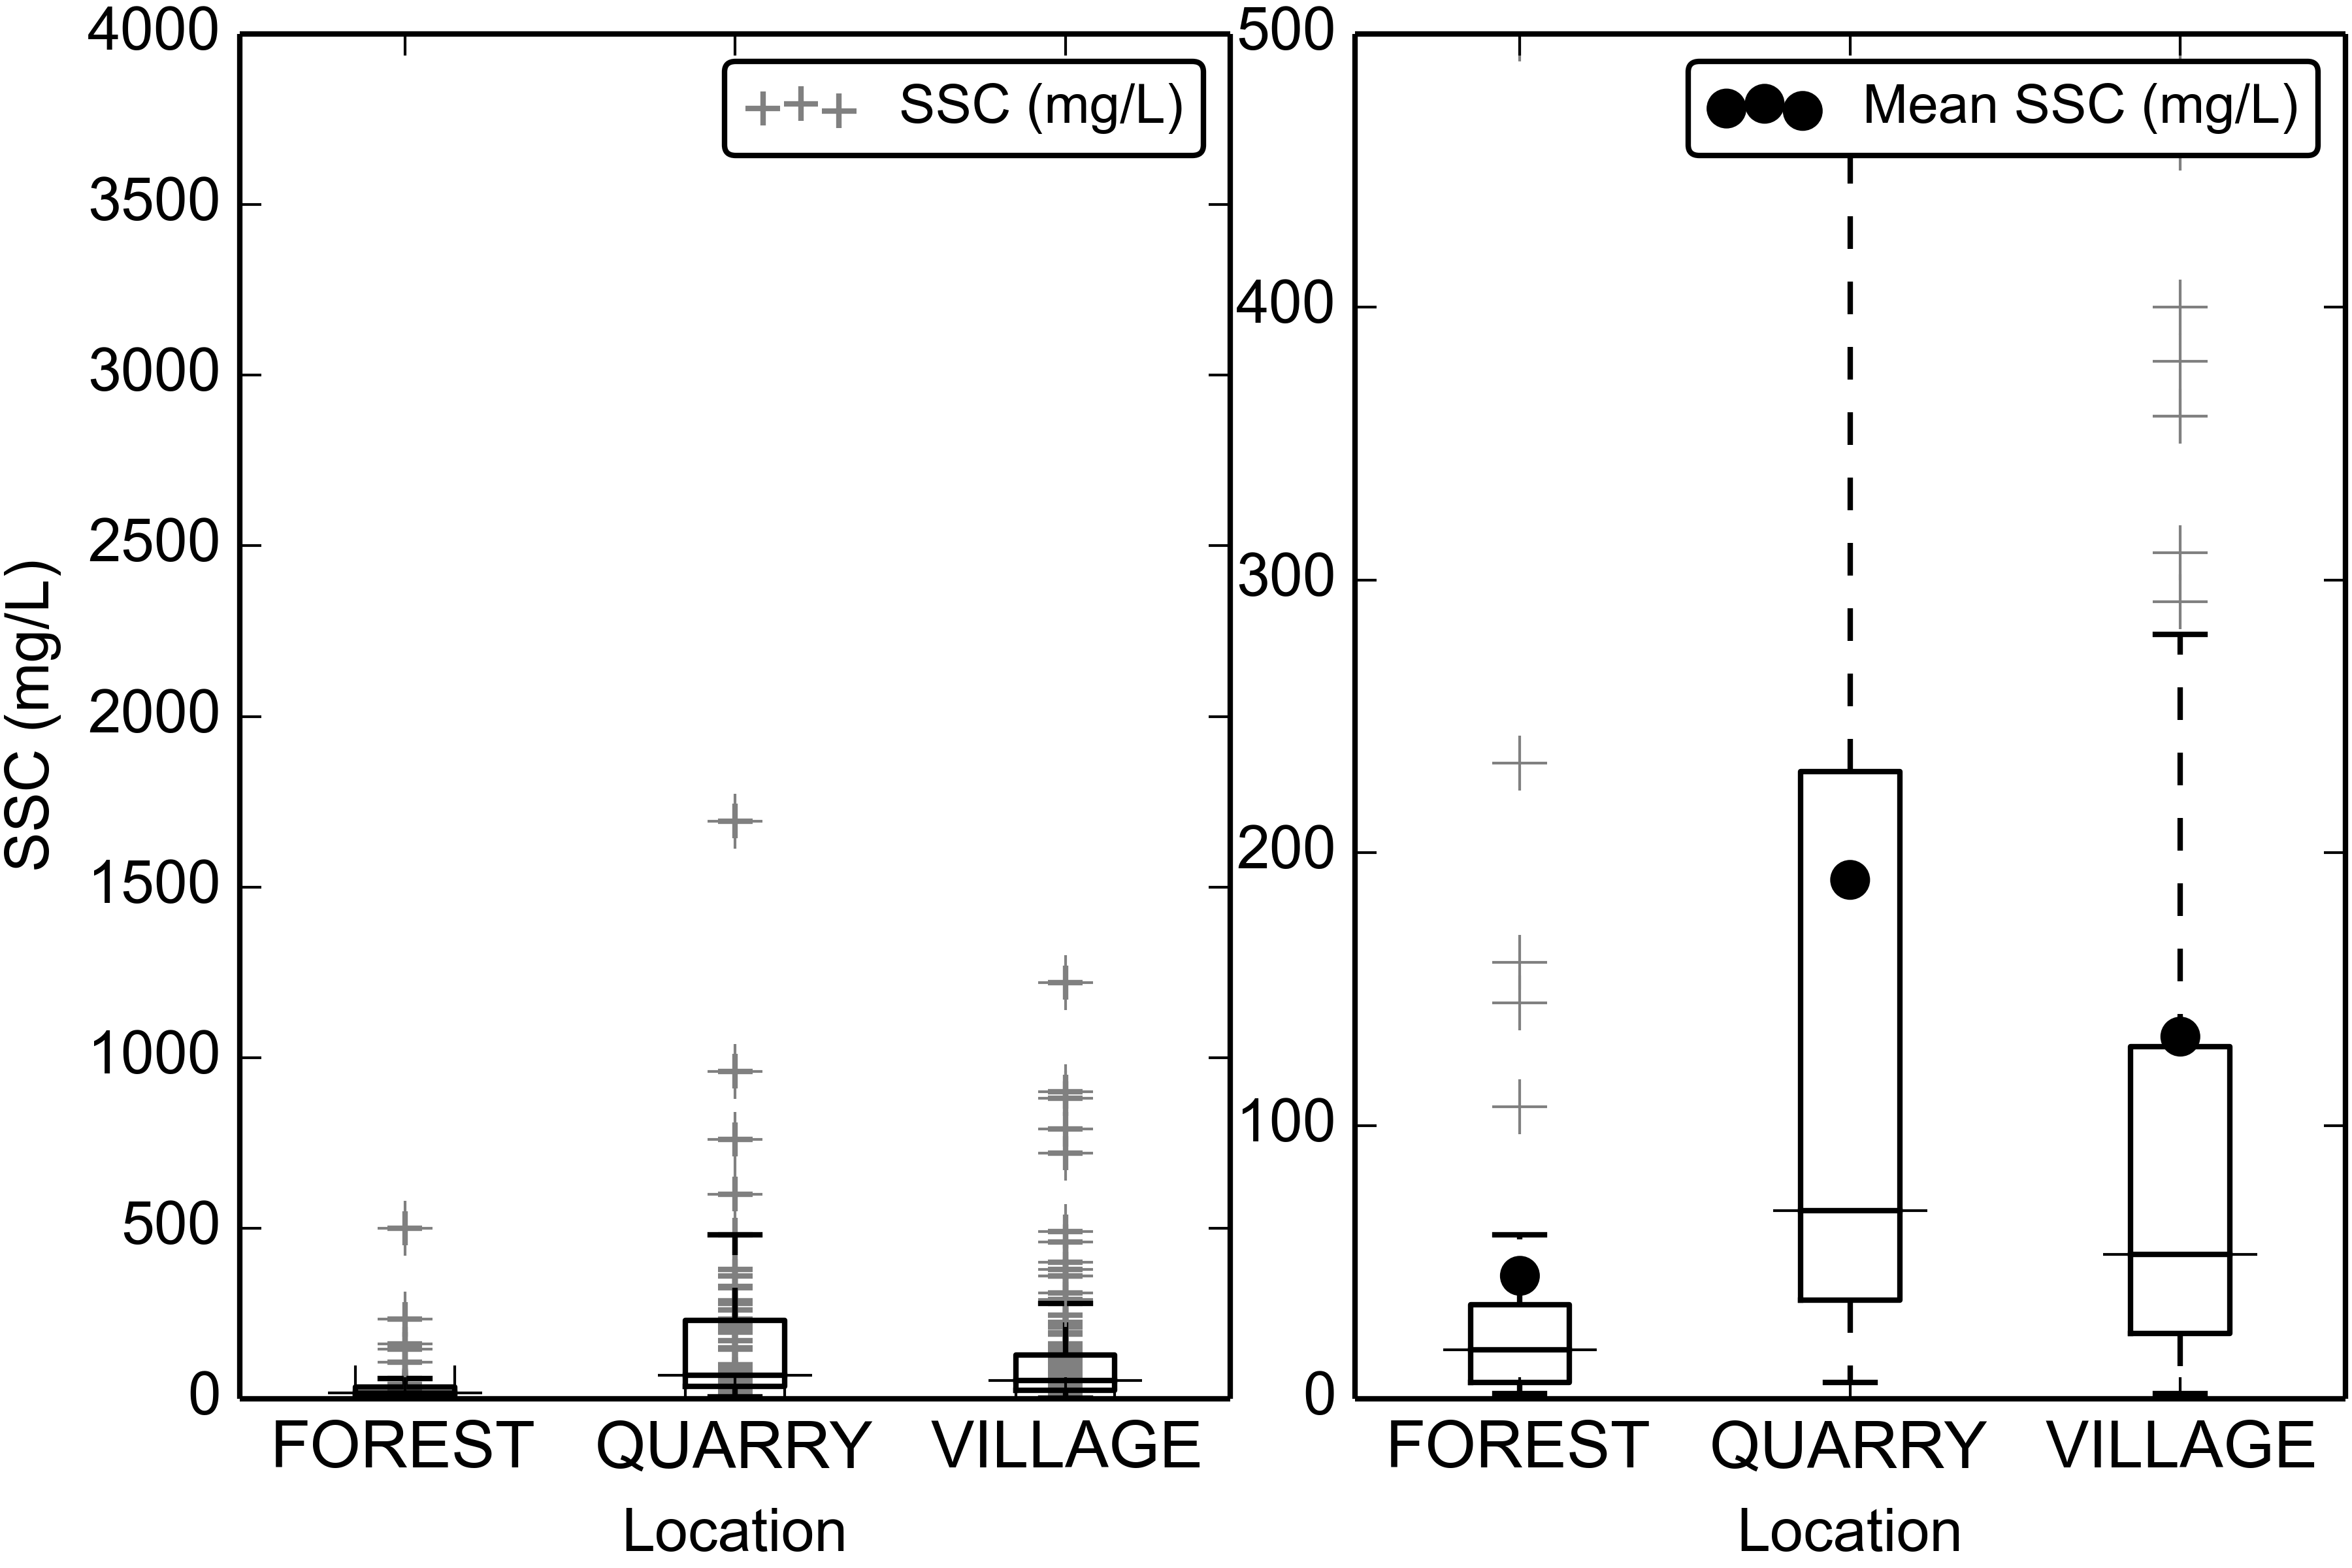 SSC (mg/L)
4000
3500
3000
2500
2000
1500
1000
500
0
SSC (mg/L)
FOREST QUARRY VILLAGE
Location
500
400
300
200
100
0
Mean SSC (mg/L)
FOREST QUARRY VILLAGE
Location